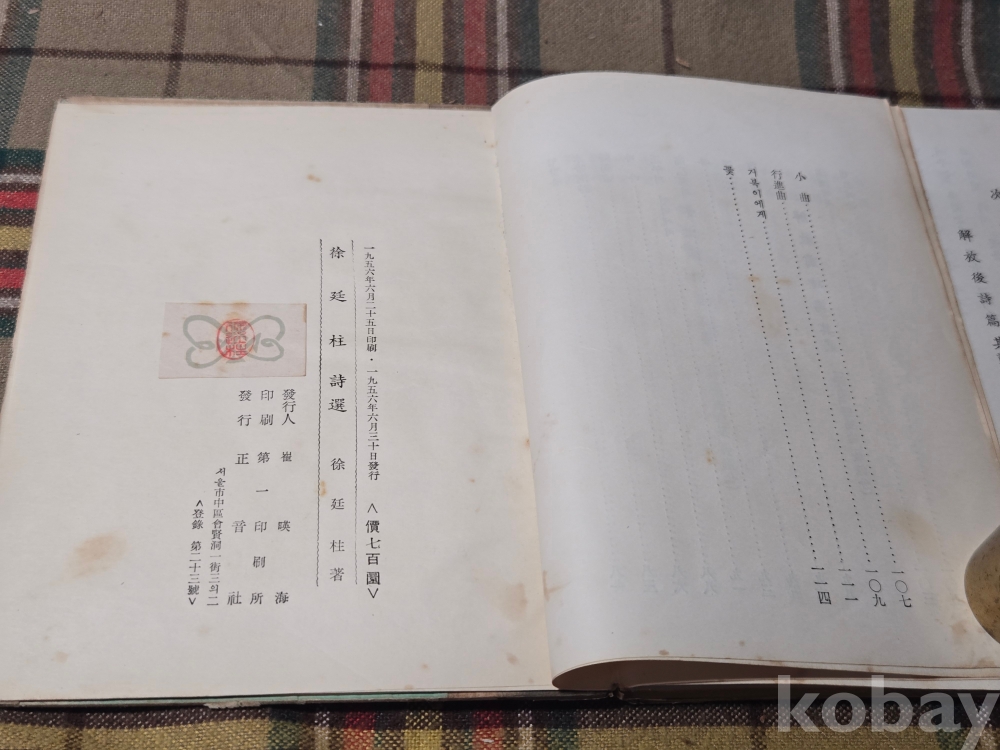 次
解放後詩篇
小曲……………一〇七
行進曲……………一〇九
거북이에게……………一一一
꽃……………一一四
一九五六年六月二十五日印刷・一九五六年六月三十日發行 <價七百圜>
徐廷柱詩選 徐廷柱著
發行人 崔暎海
印刷 第一印刷所
發行 正音社
서울市中區會賢洞一街三의二
<登錄 第二十三號>
kobay